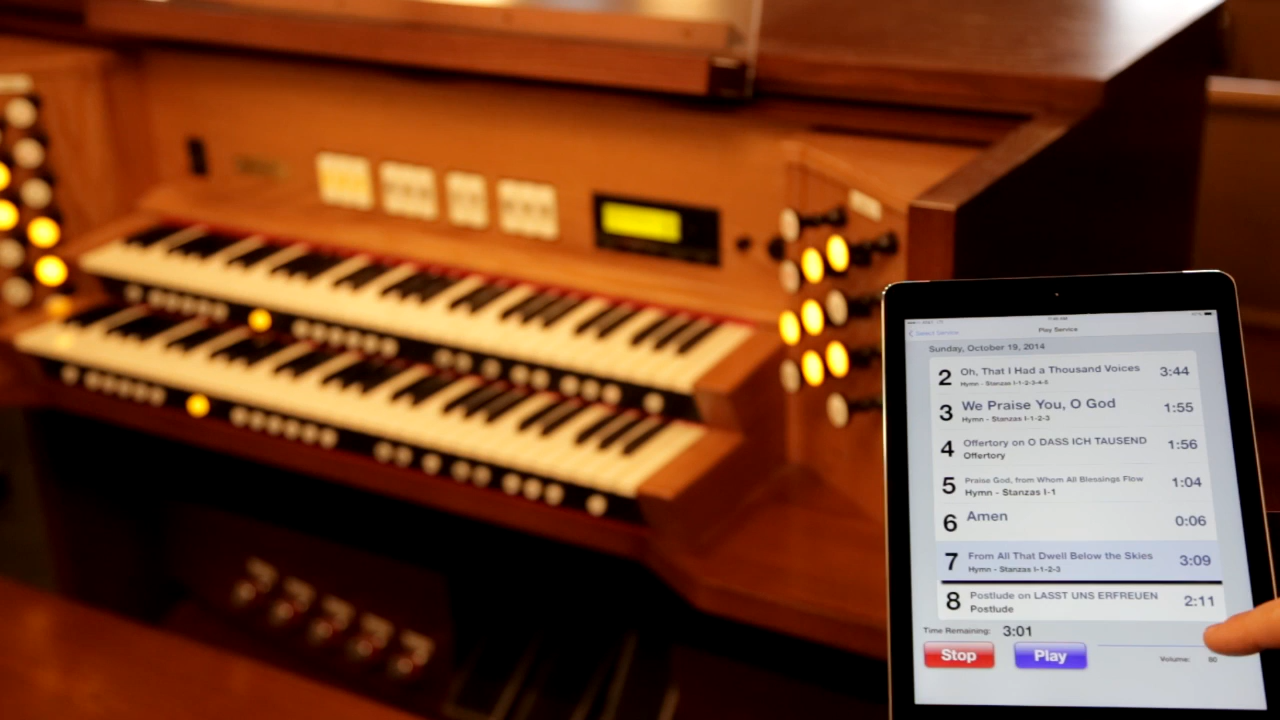 Select Service
Play Service
Sunday, October 19, 2014
2 Oh, That I Had a Thousand Voices 3:44
Hymn - Stanzas I-1-2-3-4-5
3 We Praise You, O God 1:55
Hymn - Stanzas I-1-2-3
4 Offertory on O DASS ICH TAUSEND 1:56
Offertory
5 Praise God, from Whom All Blessings Flow 1:04
Hymn - Stanzas I-1
6 Amen 0:06
7 From All That Dwell Below the Skies 3:09
Hymn - Stanzas I-1-2-3
8 Postlude on LASST UNS ERFREUEN 2:11
Postlude
Time Remaining: 3:01
Stop Play Volume: 90